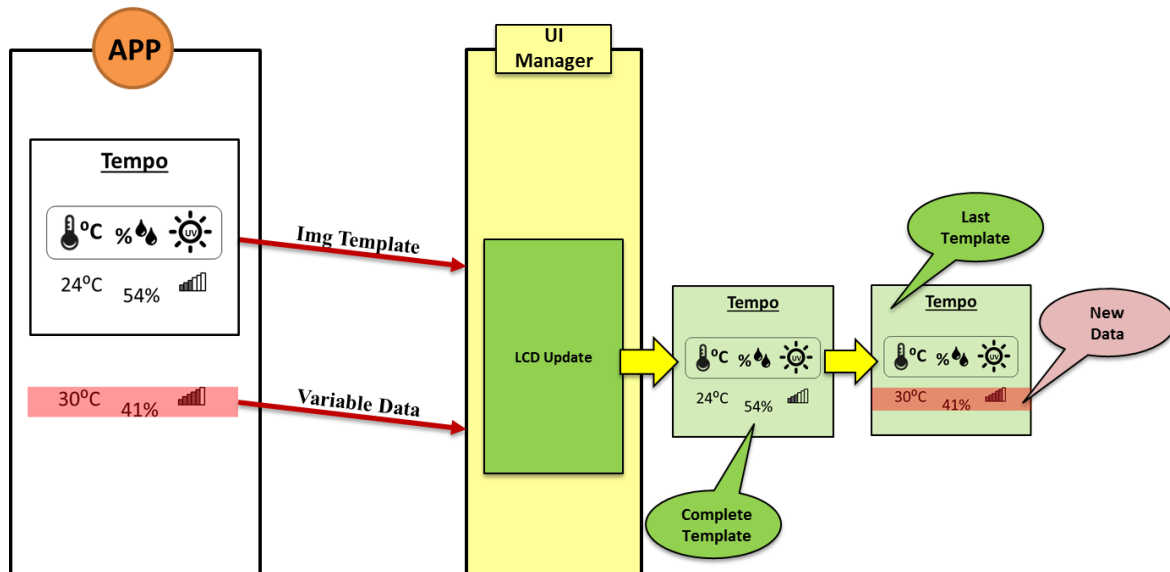 APP
Tempo
ºC % UV
24ºC 54%
30ºC 41%
Img Template
Variable Data
UI
Manager
LCD Update
Tempo
ºC % UV
24ºC 54%
Complete
Template
Last
Template
Tempo
ºC % UV
30ºC 41%
New
Data